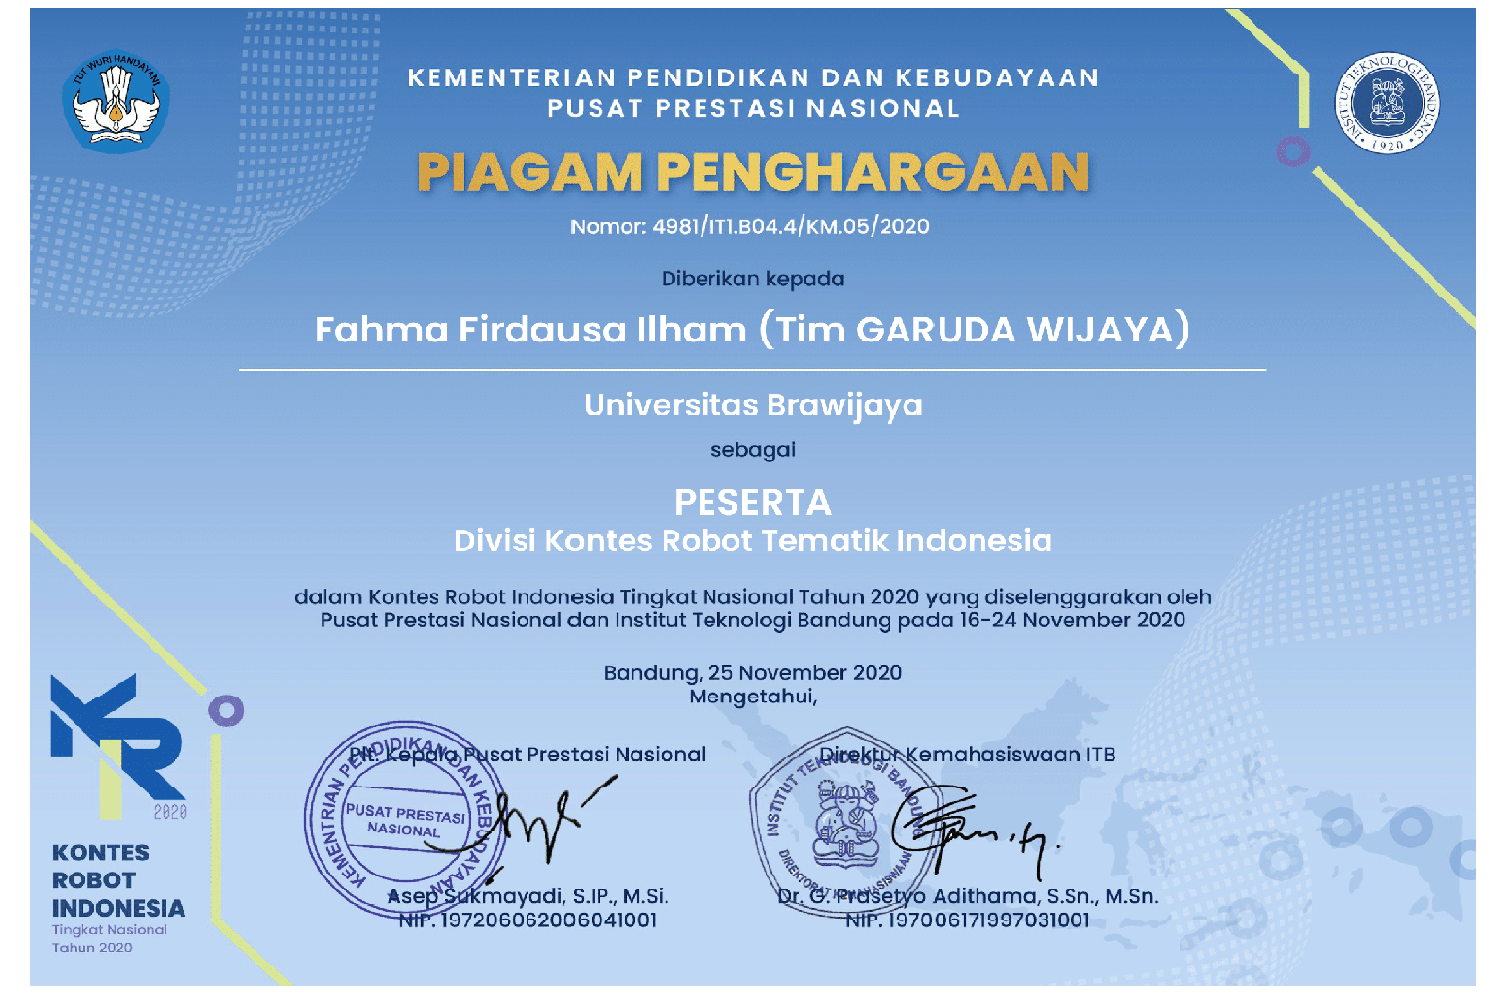 TUT WURI HANDAYANI
INSTITUT TEKNOLOGI BANDUNG
1920
KEMENTERIAN PENDIDIKAN DAN KEBUDAYAAN
PUSAT PRESTASI NASIONAL
PIAGAM PENGHARGAAN
Nomor: 4981/IT1.B04.4/KM.05/2020
Diberikan kepada
Fahma Firdausa Ilham (Tim GARUDA WIJAYA)
Universitas Brawijaya
sebagai
PESERTA
Divisi Kontes Robot Tematik Indonesia
dalam Kontes Robot Indonesia Tingkat Nasional Tahun 2020 yang diselenggarakan oleh
Pusat Prestasi Nasional dan Institut Teknologi Bandung pada 16-24 November 2020
Bandung, 25 November 2020
Mengetahui,
Plt. Kepala Pusat Prestasi Nasional
KEMENTRIAN PENDIDIKAN DAN KEBUDAYAAN
PUSAT PRESTASI
NASIONAL
Asep Sukmayadi, S.IP., M.Si.
NIP. 197206062006041001
Direktur Kemahasiswaan ITB
INSTITUT TEKNOLOGI BANDUNG
DIREKTORAT KEMAHASISWAAN
Dr. G. Prasetyo Adithama, S.Sn., M.Sn.
NIP. 197006171997031001
KRI
2020
KONTES
ROBOT
INDONESIA
Tingkat Nasional
Tahun 2020